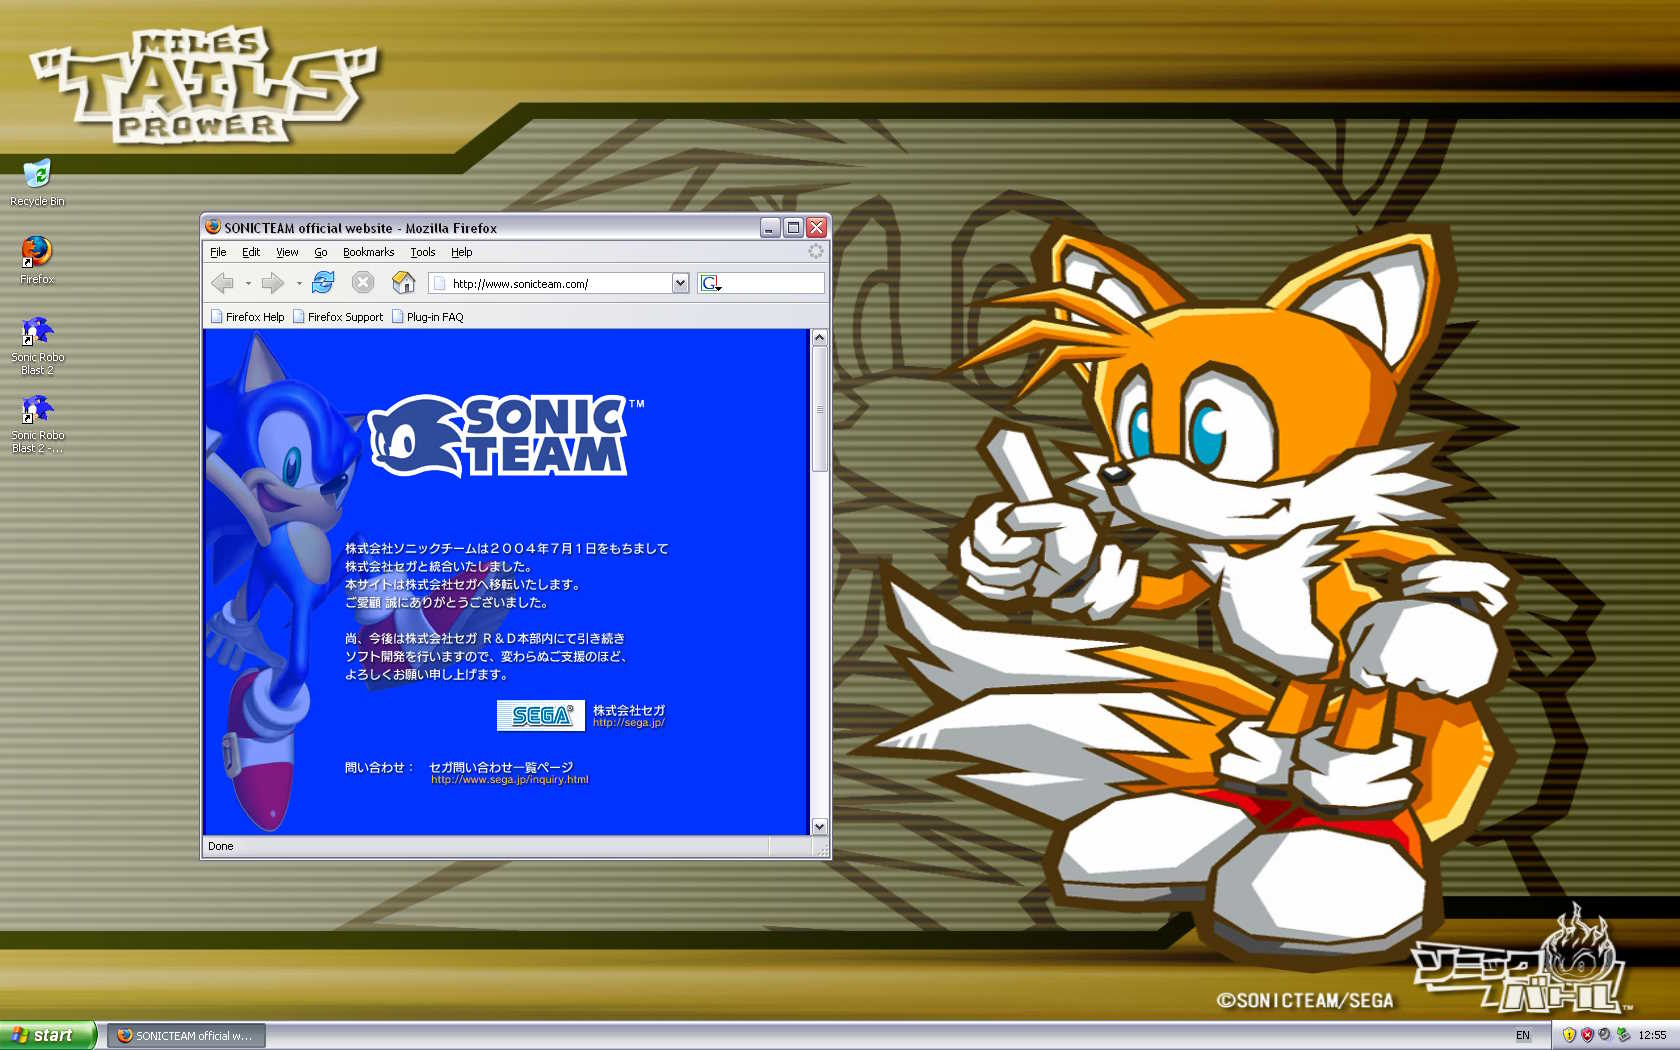 MILES
"TAILS"
PROWER
Recycle Bin
Firefox
Sonic Robo
Blast 2
Sonic Robo
Blast 2 -...
SONICTEAM official website - Mozilla Firefox
File Edit View Go Bookmarks Tools Help
http://www.sonicteam.com/
G
Firefox Help Firefox Support Plug-in FAQ
SONIC TM
TEAM
株式会社ソニックチームは２００４年７月１日をもちまして
株式会社セガと統合いたしました。
本サイトは株式会社セガへ移転いたします。
ご愛顧 誠にありがとうございました。
尚、今後は株式会社セガ Ｒ＆Ｄ本部内にて引き続き
ソフト開発を行いますので、変わらぬご支援のほど、
よろしくお願い申し上げます。
SEGA® 株式会社セガ
http://sega.jp/
問い合わせ： セガ問い合わせ一覧ページ
http://www.sega.jp/inquiry.html
Done
ソニック
バトル TM
©SONICTEAM/SEGA
start SONICTEAM official w... EN 12:55